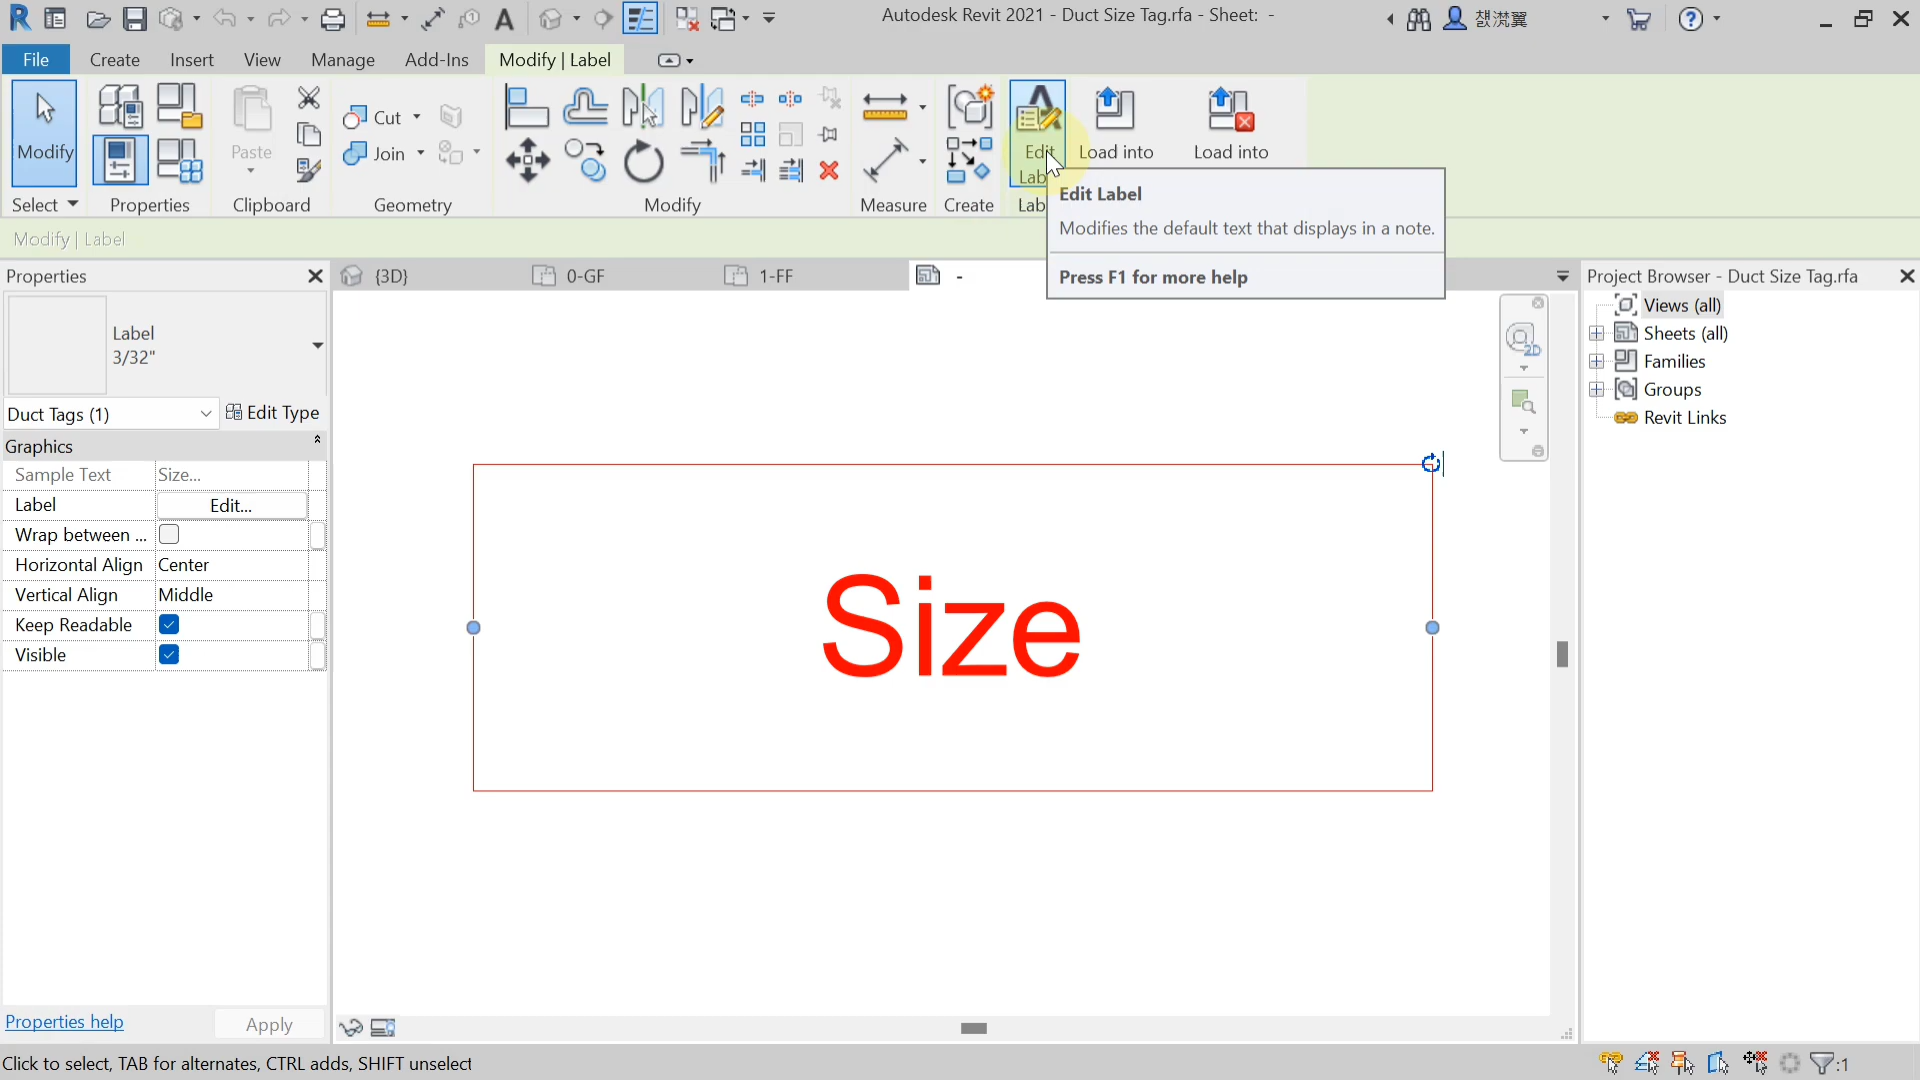 Autodesk Revit 2021 - Duct Size Tag.rfa - Sheet: -
File
Create
Insert
View
Manage
Add-Ins
Modify | Label
Modify
Paste
Cut
Join
Edit
Load into
Load into
Select
Properties
Clipboard
Geometry
Modify
Measure
Create
Edit Label
Modifies the default text that displays in a note.
Press F1 for more help
Modify | Label
Properties
{3D}
0-GF
1-FF
-
Project Browser - Duct Size Tag.rfa
Label
3/32"
Duct Tags (1)
Edit Type
Graphics
Sample Text
Size...
Label
Edit...
Wrap between ...
Horizontal Align
Center
Vertical Align
Middle
Keep Readable
Visible
Views (all)
Sheets (all)
Families
Groups
Revit Links
2D
Size
Properties help
Apply
Click to select, TAB for alternates, CTRL adds, SHIFT unselect
:1